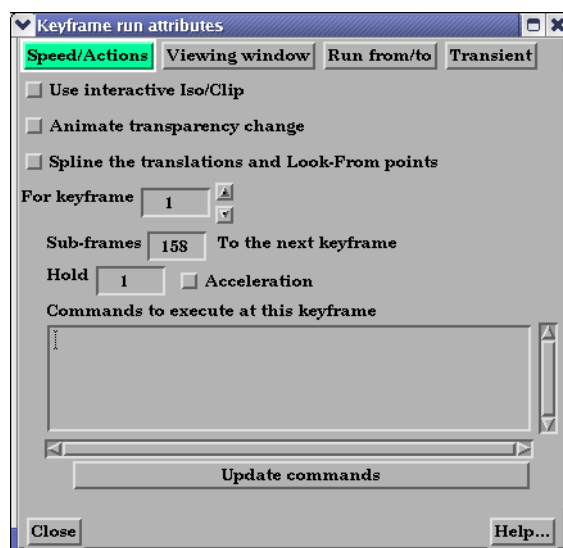 Keyframe run attributes
Speed/Actions Viewing window Run from/to Transient
Use interactive Iso/Clip
Animate transparency change
Spline the translations and Look-From points
For keyframe 1
Sub-frames 158 To the next keyframe
Hold 1 Acceleration
Commands to execute at this keyframe
Update commands
Close Help...